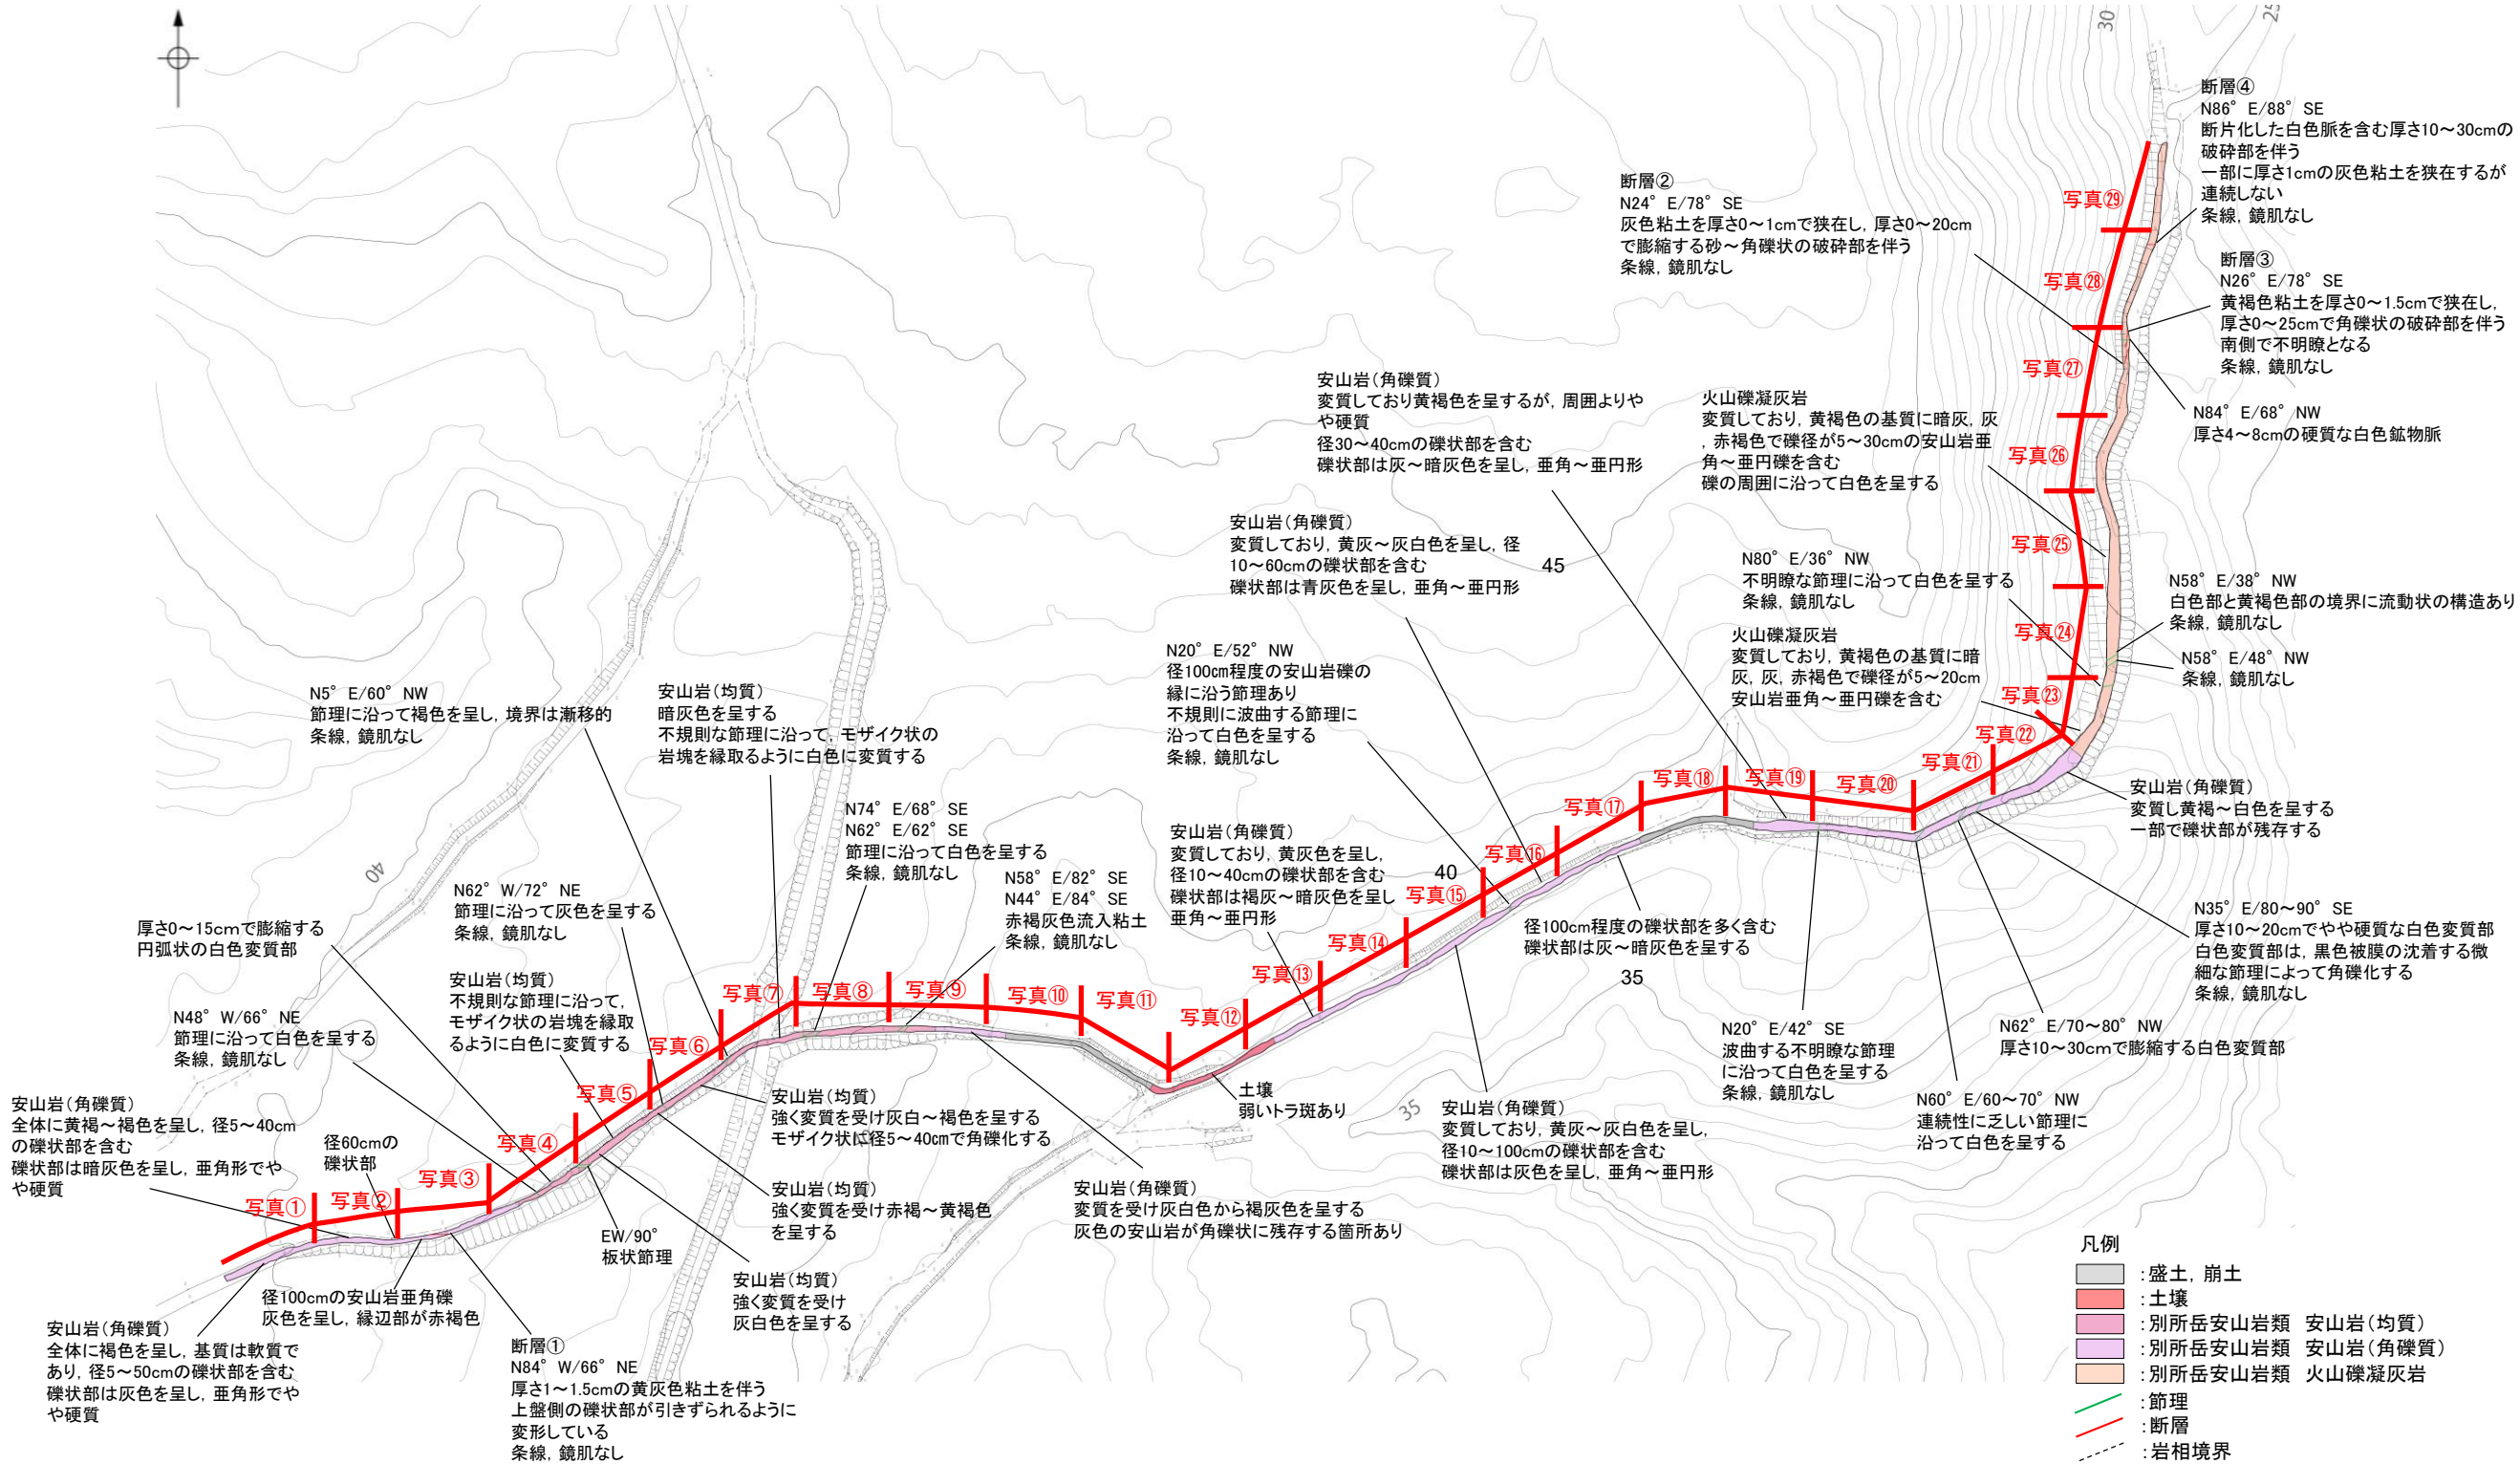 30
25
断層④
N86°E/88°SE
断片化した白色脈を含む厚さ10～30cmの
破砕部を伴う
一部に厚さ1cmの灰色粘土を狭在するが
連続しない
条線, 鏡肌なし
断層②
N24°E/78°SE
灰色粘土を厚さ0～1cmで狭在し, 厚さ0～20cm
で膨縮する砂～角礫状の破砕部を伴う
条線, 鏡肌なし
断層③
N26°E/78°SE
黄褐色粘土を厚さ0～1.5cmで狭在し,
厚さ0～25cmで角礫状の破砕部を伴う
南側で不明瞭となる
条線, 鏡肌なし
N84°E/68°NW
厚さ4～8cmの硬質な白色鉱物脈
写真㉙
写真㉘
写真㉗
写真㉖
写真㉕
写真㉔
写真㉓
写真㉒
安山岩(角礫質)
変質しており黄褐色を呈するが, 周囲よりや
や硬質
径30～40cmの礫状部を含む
礫状部は灰～暗灰色を呈し, 亜角～亜円形
火山礫凝灰岩
変質しており, 黄褐色の基質に暗灰, 灰
, 赤褐色で礫径が5～30cmの安山岩亜
角～亜円礫を含む
礫の周囲に沿って白色を呈する
安山岩(角礫質)
変質しており, 黄灰～灰白色を呈し, 径
10～60cmの礫状部を含む
礫状部は青灰色を呈し, 亜角～亜円形
45
N80°E/36°NW
不明瞭な節理に沿って白色を呈する
条線, 鏡肌なし
N58°E/38°NW
白色部と黄褐色部の境界に流動状の構造あり
条線, 鏡肌なし
N58°E/48°NW
条線, 鏡肌なし
火山礫凝灰岩
変質しており, 黄褐色の基質に暗
灰, 灰, 赤褐色で礫径が5～20cm
安山岩亜角～亜円礫を含む
N20°E/52°NW
径100cm程度の安山岩礫の
縁に沿う節理あり
不規則に波曲する節理に
沿って白色を呈する
条線, 鏡肌なし
N5°E/60°NW
節理に沿って褐色を呈し, 境界は漸移的
条線, 鏡肌なし
安山岩(均質)
暗灰色を呈する
不規則な節理に沿って, モザイク状の
岩塊を縁取るように白色に変質する
N74°E/68°SE
N62°E/62°SE
節理に沿って白色を呈する
条線, 鏡肌なし
N58°E/82°SE
N44°E/84°SE
赤褐灰色流入粘土
条線, 鏡肌なし
安山岩(角礫質)
変質しており, 黄灰色を呈し,
径10～40cmの礫状部を含む
礫状部は褐灰～暗灰色を呈し
亜角～亜円形
40
40
N62°W/72°NE
節理に沿って灰色を呈する
条線, 鏡肌なし
厚さ0～15cmで膨縮する
円弧状の白色変質部
安山岩(均質)
不規則な節理に沿って,
モザイク状の岩塊を縁取
るように白色に変質する
N48°W/66°NE
節理に沿って白色を呈する
条線, 鏡肌なし
安山岩(角礫質)
全体に黄褐～褐色を呈し, 径5～40cm
の礫状部を含む
礫状部は暗灰色を呈し, 亜角形でや
や硬質
径60cmの
礫状部
写真①
写真②
写真③
写真④
写真⑤
写真⑥
写真⑦
写真⑧
写真⑨
写真⑩
写真⑪
写真⑫
写真⑬
写真⑭
写真⑮
写真⑯
写真⑰
写真⑱
写真⑲
写真⑳
写真㉑
安山岩(角礫質)
変質し黄褐～白色を呈する
一部で礫状部が残存する
N35°E/80～90°SE
厚さ10～20cmでやや硬質な白色変質部
白色変質部は, 黒色被膜の沈着する微
細な節理によって角礫化する
条線, 鏡肌なし
径100cm程度の礫状部を多く含む
礫状部は灰～暗灰色を呈する
35
N20°E/42°SE
波曲する不明瞭な節理
に沿って白色を呈する
条線, 鏡肌なし
N62°E/70～80°NW
厚さ10～30cmで膨縮する白色変質部
N60°E/60～70°NW
連続性に乏しい節理に
沿って白色を呈する
土壌
弱いトラ斑あり
35
安山岩(角礫質)
変質しており, 黄灰～灰白色を呈し,
径10～100cmの礫状部を含む
礫状部は灰色を呈し, 亜角～亜円形
安山岩(均質)
強く変質を受け灰白～褐色を呈する
モザイク状に径5～40cmで角礫化する
安山岩(均質)
強く変質を受け赤褐～黄褐色
を呈する
安山岩(角礫質)
変質を受け灰白色から褐灰色を呈する
灰色の安山岩が角礫状に残存する箇所あり
EW/90°
板状節理
安山岩(均質)
強く変質を受け
灰白色を呈する
径100cmの安山岩亜角礫
灰色を呈し, 縁辺部が赤褐色
安山岩(角礫質)
全体に褐色を呈し, 基質は軟質で
あり, 径5～50cmの礫状部を含む
礫状部は灰色を呈し, 亜角形でや
や硬質
断層①
N84°W/66°NE
厚さ1～1.5cmの黄灰色粘土を伴う
上盤側の礫状部が引きずられるように
変形している
条線, 鏡肌なし
凡例
:盛土, 崩土
:土壌
:別所岳安山岩類 安山岩(均質)
:別所岳安山岩類 安山岩(角礫質)
:別所岳安山岩類 火山礫凝灰岩
:節理
:断層
:岩相境界